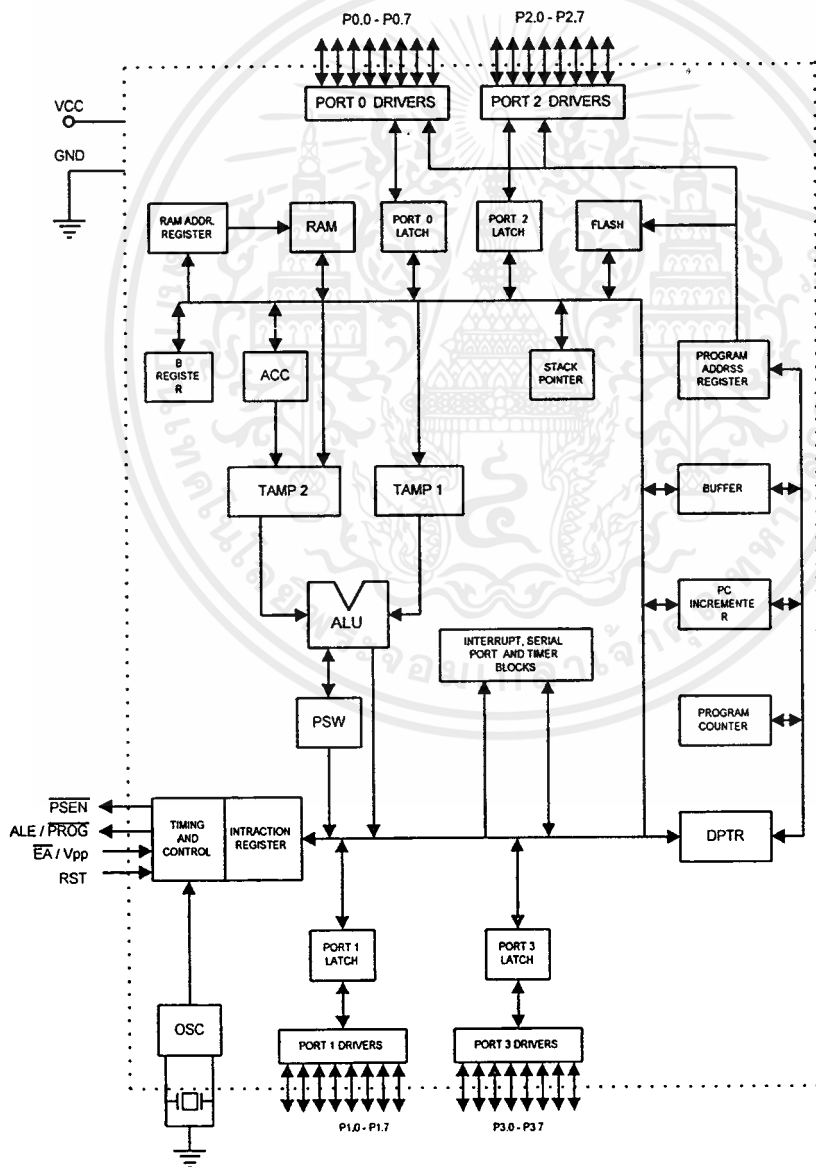 P0.0 - P0.7
P2.0 - P2.7
PORT 0 DRIVERS
PORT 2 DRIVERS
VCC
GND
RAM ADDR.
REGISTER
RAM
PORT 0
LATCH
PORT 2
LATCH
FLASH
B
REGISTE
R
ACC
STACK
POINTER
PROGRAM
ADDRSS
REGISTER
TAMP 2
TAMP 1
BUFFER
ALU
PC
INCREMENTE
R
INTERRUPT, SERIAL
PORT AND TIMER
BLOCKS
PSW
PROGRAM
COUNTER
PSEN
ALE / PROG
EA / Vpp
RST
TIMING
AND
CONTROL
INTRACTION
REGISTER
DPTR
PORT 1
LATCH
PORT 3
LATCH
OSC
PORT 1 DRIVERS
PORT 3 DRIVERS
P1.0 - P1.7
P3.0 - P3.7